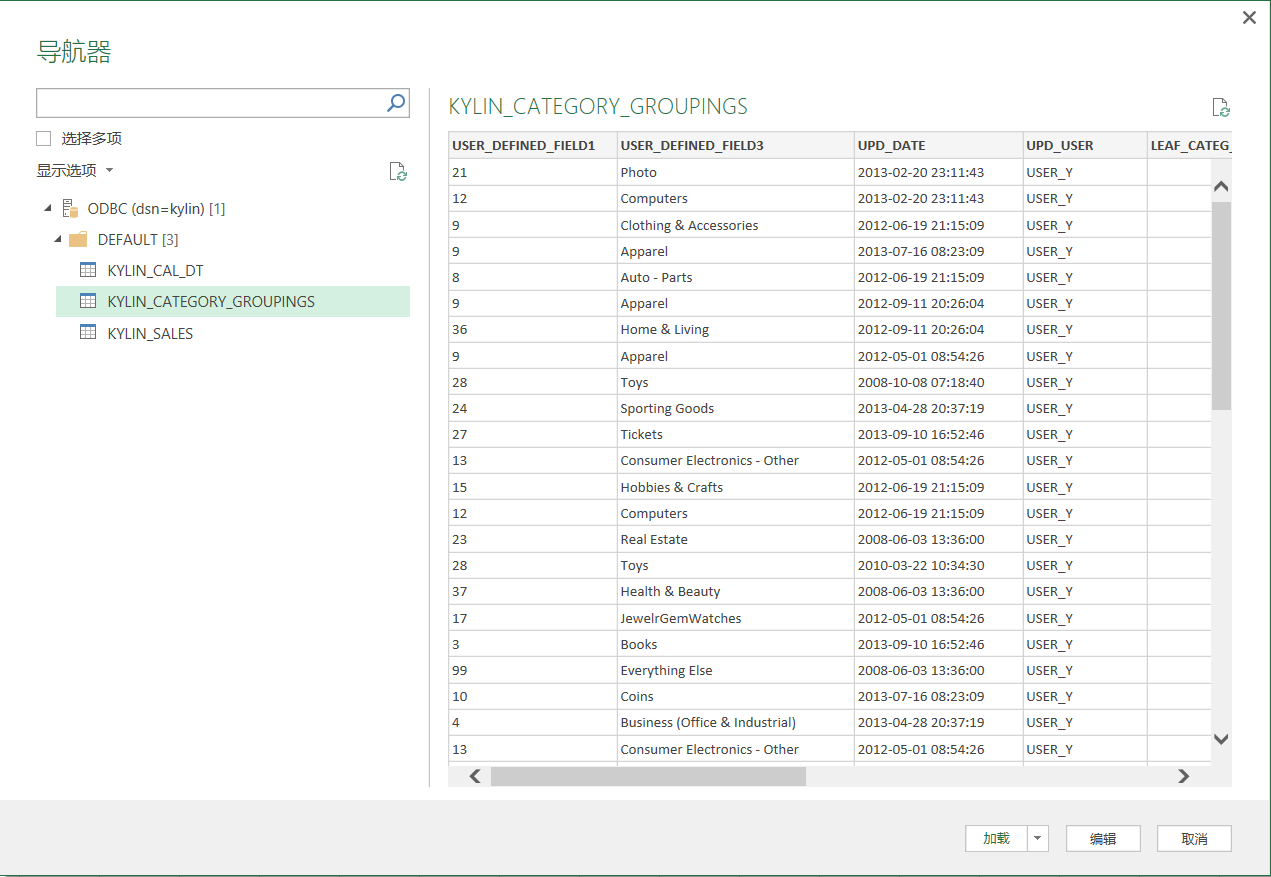 导航器
选择多项
显示选项
ODBC (dsn=kylin) [1]
DEFAULT [3]
KYLIN_CAL_DT
KYLIN_CATEGORY_GROUPINGS
KYLIN_SALES
KYLIN_CATEGORY_GROUPINGS
USER_DEFINED_FIELD1 USER_DEFINED_FIELD3 UPD_DATE UPD_USER LEAF_CATEG_
21 Photo 2013-02-20 23:11:43 USER_Y
12 Computers 2013-02-20 23:11:43 USER_Y
9 Clothing & Accessories 2012-06-19 21:15:09 USER_Y
9 Apparel 2013-07-16 08:23:09 USER_Y
8 Auto - Parts 2012-06-19 21:15:09 USER_Y
9 Apparel 2012-09-11 20:26:04 USER_Y
36 Home & Living 2012-09-11 20:26:04 USER_Y
9 Apparel 2012-05-01 08:54:26 USER_Y
28 Toys 2008-10-08 07:18:40 USER_Y
24 Sporting Goods 2013-04-28 20:37:19 USER_Y
27 Tickets 2013-09-10 16:52:46 USER_Y
13 Consumer Electronics - Other 2012-05-01 08:54:26 USER_Y
15 Hobbies & Crafts 2012-06-19 21:15:09 USER_Y
12 Computers 2012-06-19 21:15:09 USER_Y
23 Real Estate 2008-06-03 13:36:00 USER_Y
28 Toys 2010-03-22 10:34:30 USER_Y
37 Health & Beauty 2008-06-03 13:36:00 USER_Y
17 JewelrGemWatches 2012-05-01 08:54:26 USER_Y
3 Books 2013-09-10 16:52:46 USER_Y
99 Everything Else 2008-06-03 13:36:00 USER_Y
10 Coins 2013-07-16 08:23:09 USER_Y
4 Business (Office & Industrial) 2013-04-28 20:37:19 USER_Y
13 Consumer Electronics - Other 2012-05-01 08:54:26 USER_Y
加载 编辑 取消